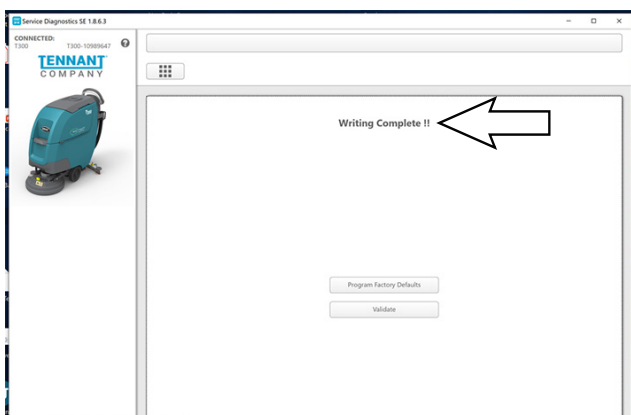 Service Diagnostics SE 1.8.6.3
CONNECTED:
T300 T300-10989647
TENNANT
COMPANY
Writing Complete !!
Program Factory Defaults
Validate